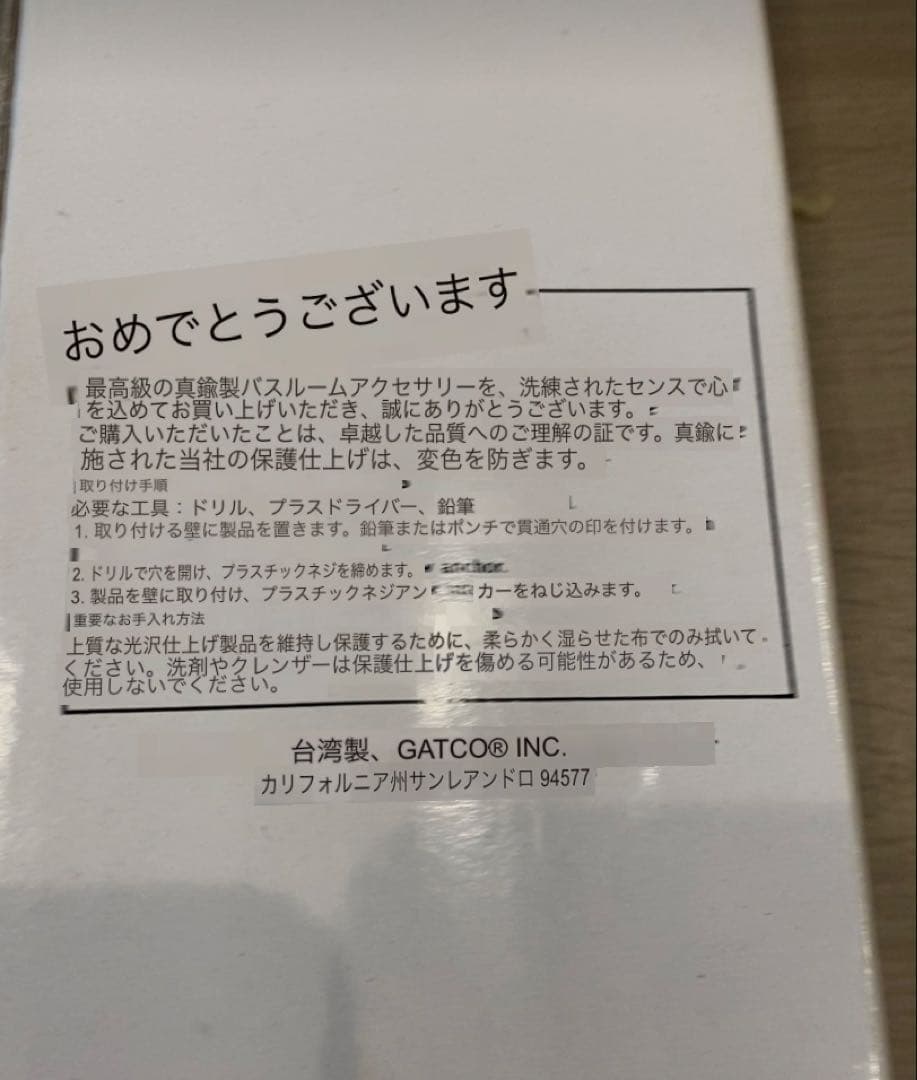 おめでとうございます
最高級の真鍮製バスルームアクセサリーを、洗練されたセンスで心
を込めてお買い上げいただき、誠にありがとうございます。
ご購入いただいたことは、卓越した品質へのご理解の証です。真鍮に
施された当社の保護仕上げは、変色を防ぎます。
取り付け手順
必要な工具：ドリル、プラスドライバー、鉛筆
1. 取り付ける壁に製品を置きます。鉛筆またはポンチで貫通穴の印を付けます。
2. ドリルで穴を開け、プラスチックネジを締めます。
3. 製品を壁に取り付け、プラスチックネジアン カーをねじ込みます。
重要なお手入れ方法
上質な光沢仕上げ製品を維持し保護するために、柔らかく湿らせた布でのみ拭いて
ください。洗剤やクレンザーは保護仕上げを傷める可能性があるため、
使用しないでください。
台湾製、GATCO® INC.
カリフォルニア州サンレアンドロ 94577